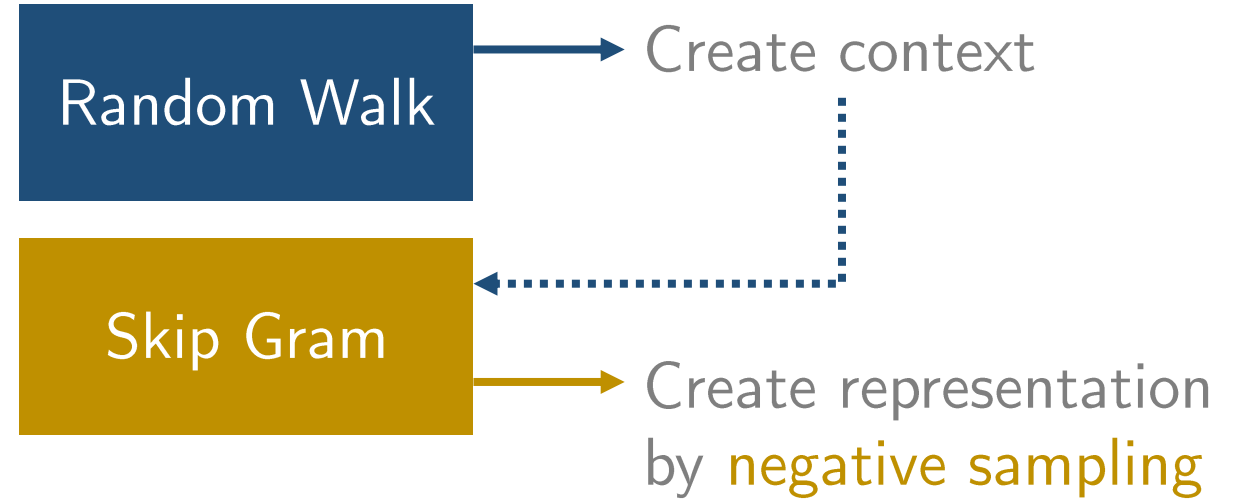 Random Walk
Create context
Skip Gram
Create representation
by negative sampling